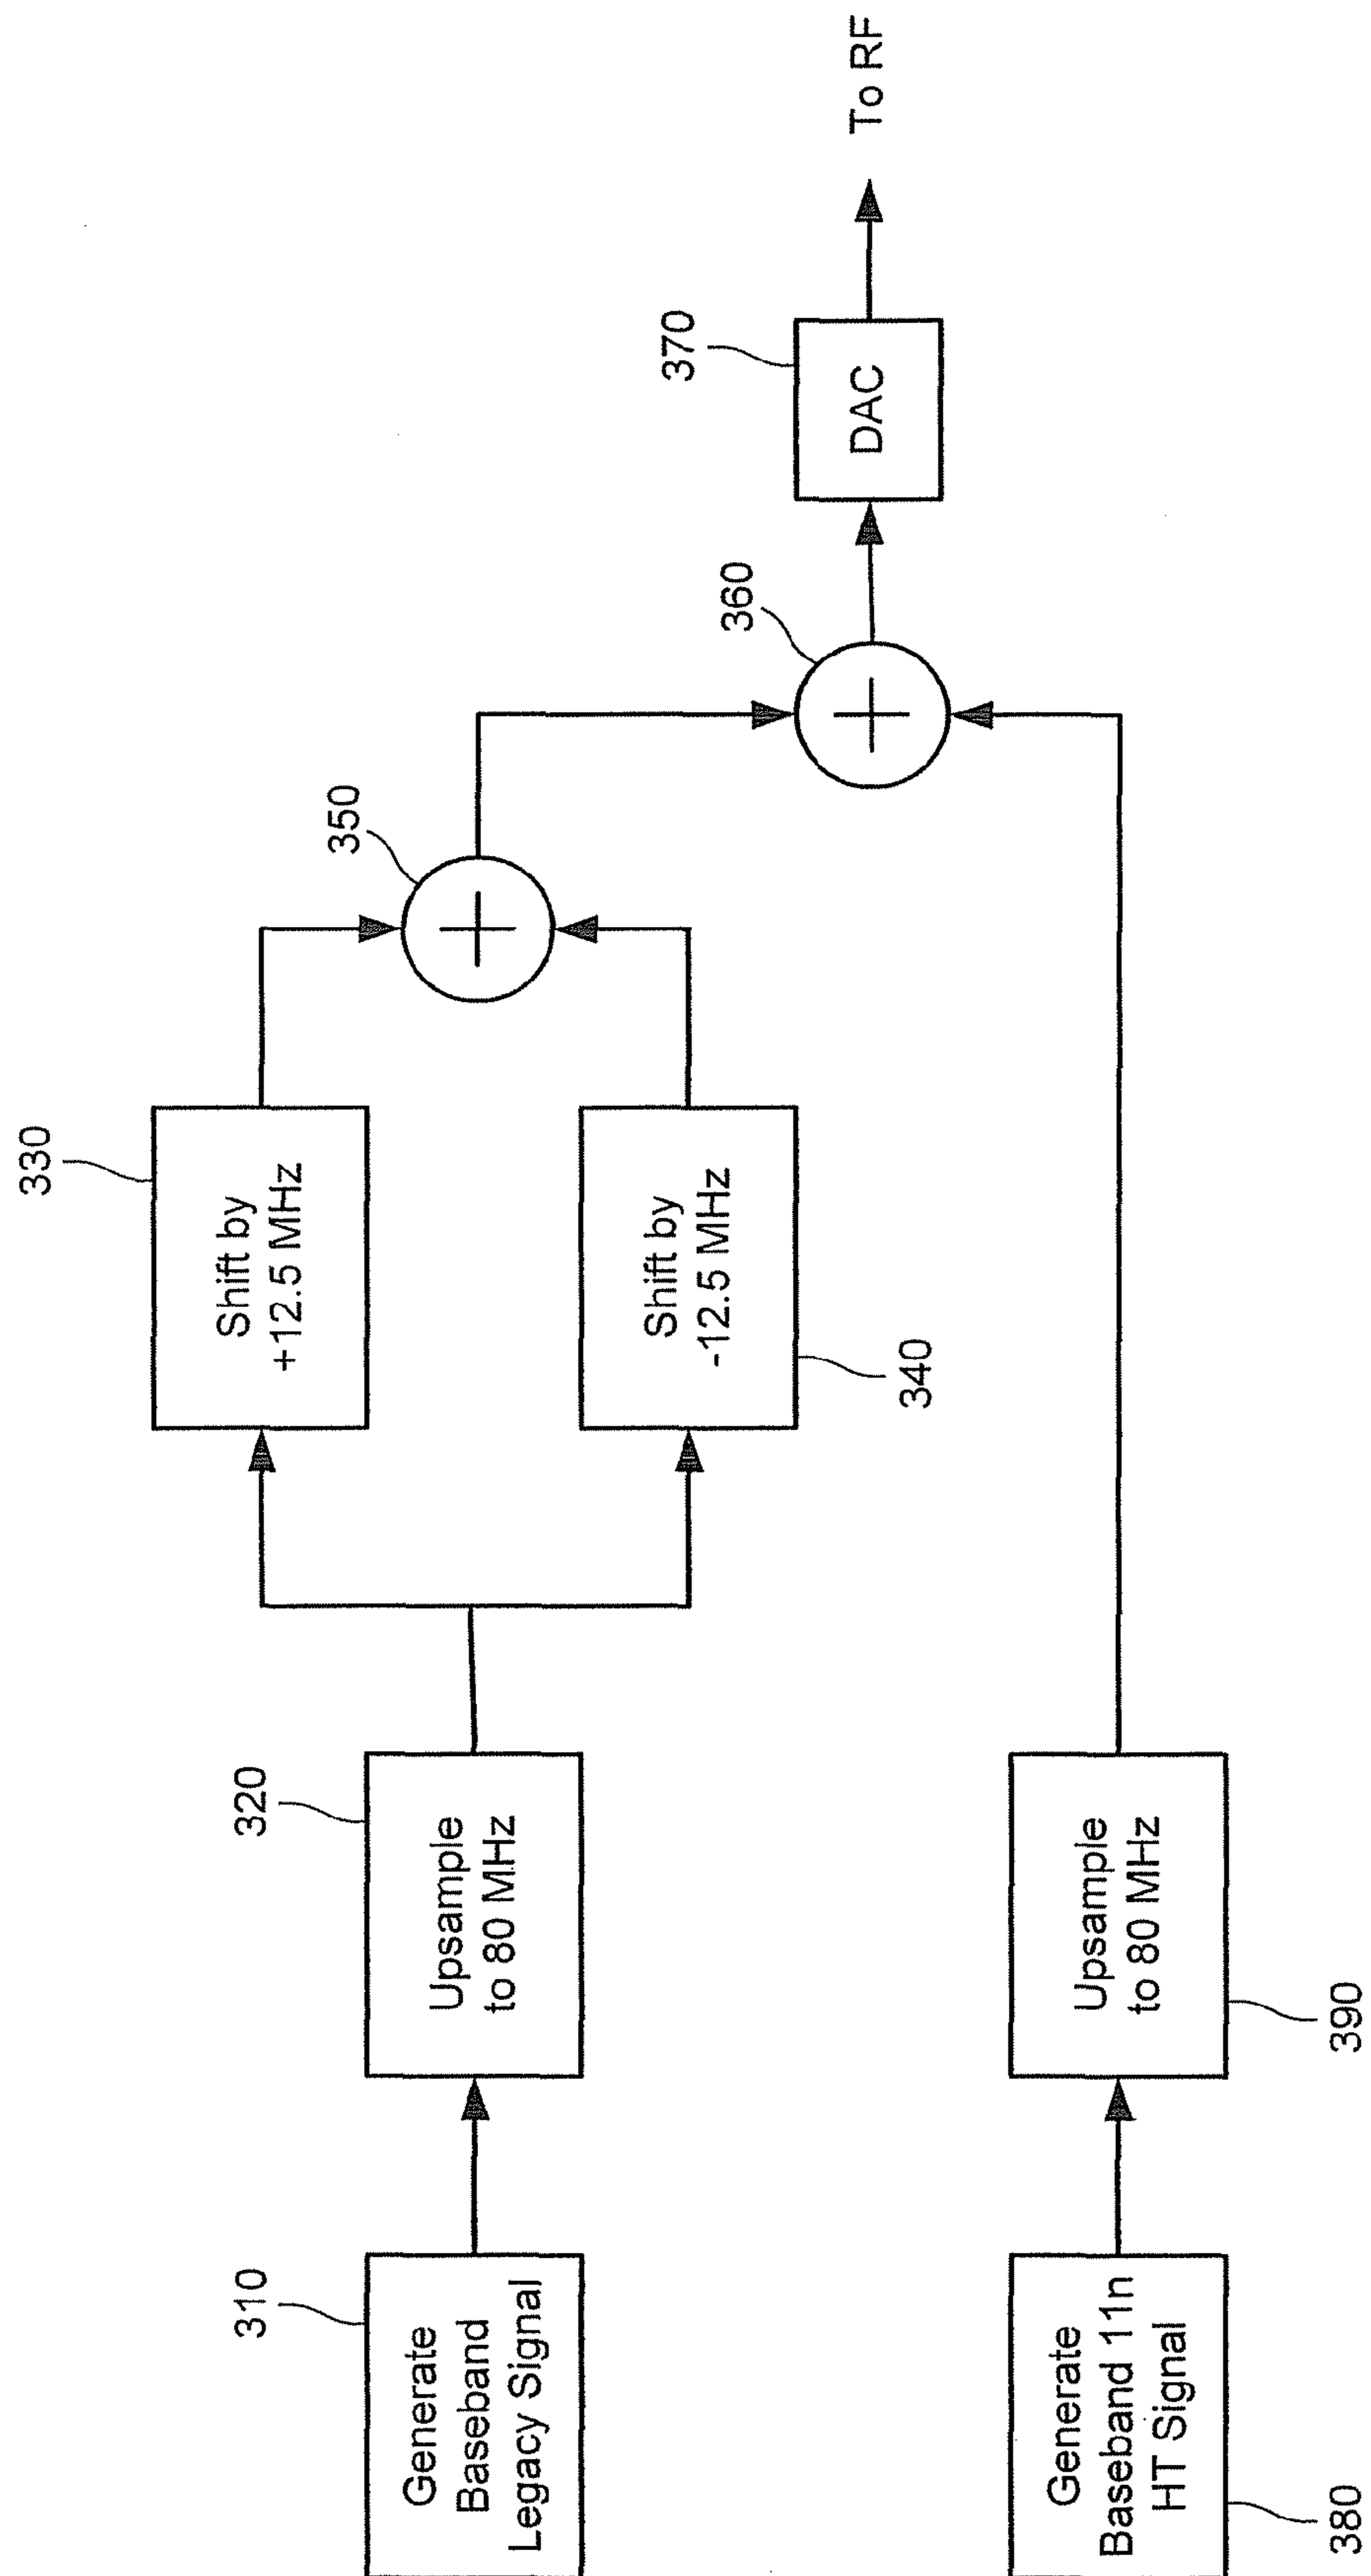 310
Generate
Baseband
Legacy Signal
320
Upsample
to 80 MHz
330
Shift by
+12.5 MHz
Shift by
-12.5 MHz
340
350
360
370
DAC
To RF
Generate
Baseband 11n
HT Signal
380
Upsample
to 80 MHz
390